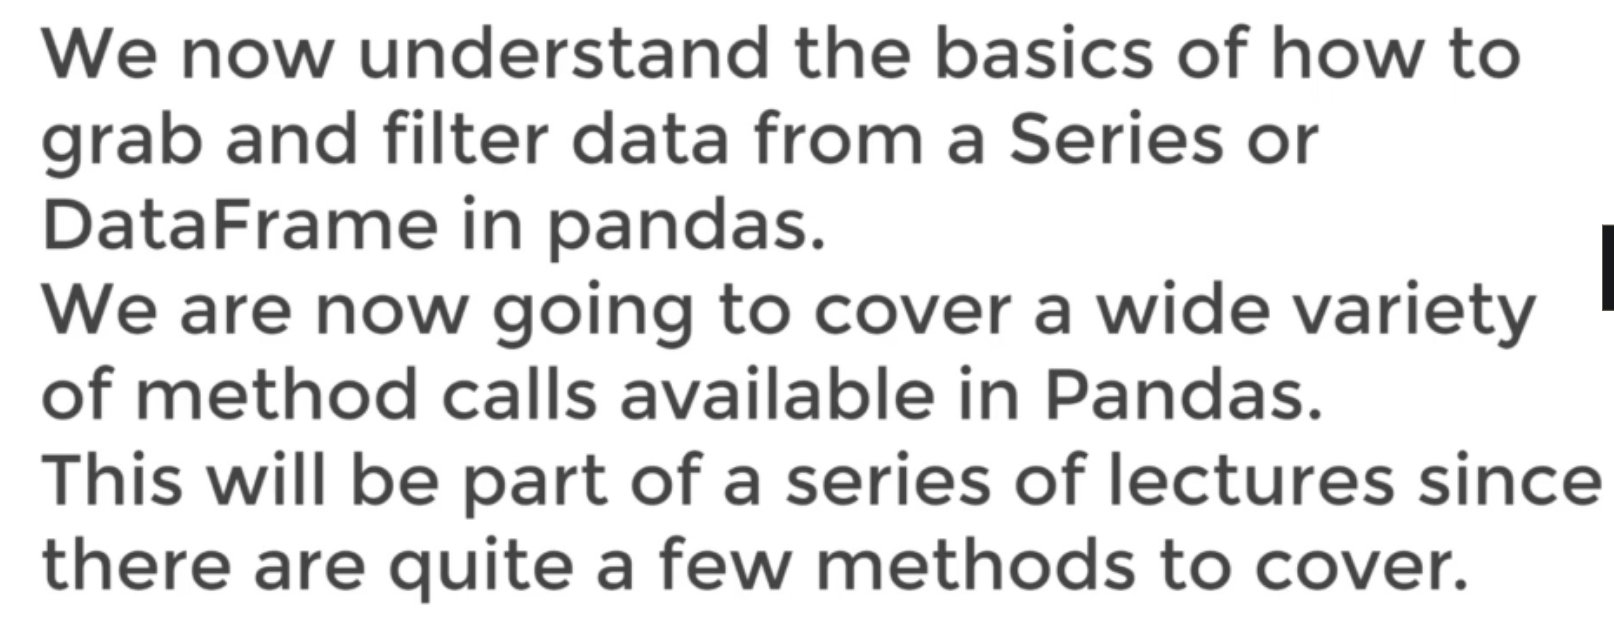 We now understand the basics of how to
grab and filter data from a Series or
DataFrame in pandas.
We are now going to cover a wide variety
of method calls available in Pandas.
This will be part of a series of lectures since
there are quite a few methods to cover.